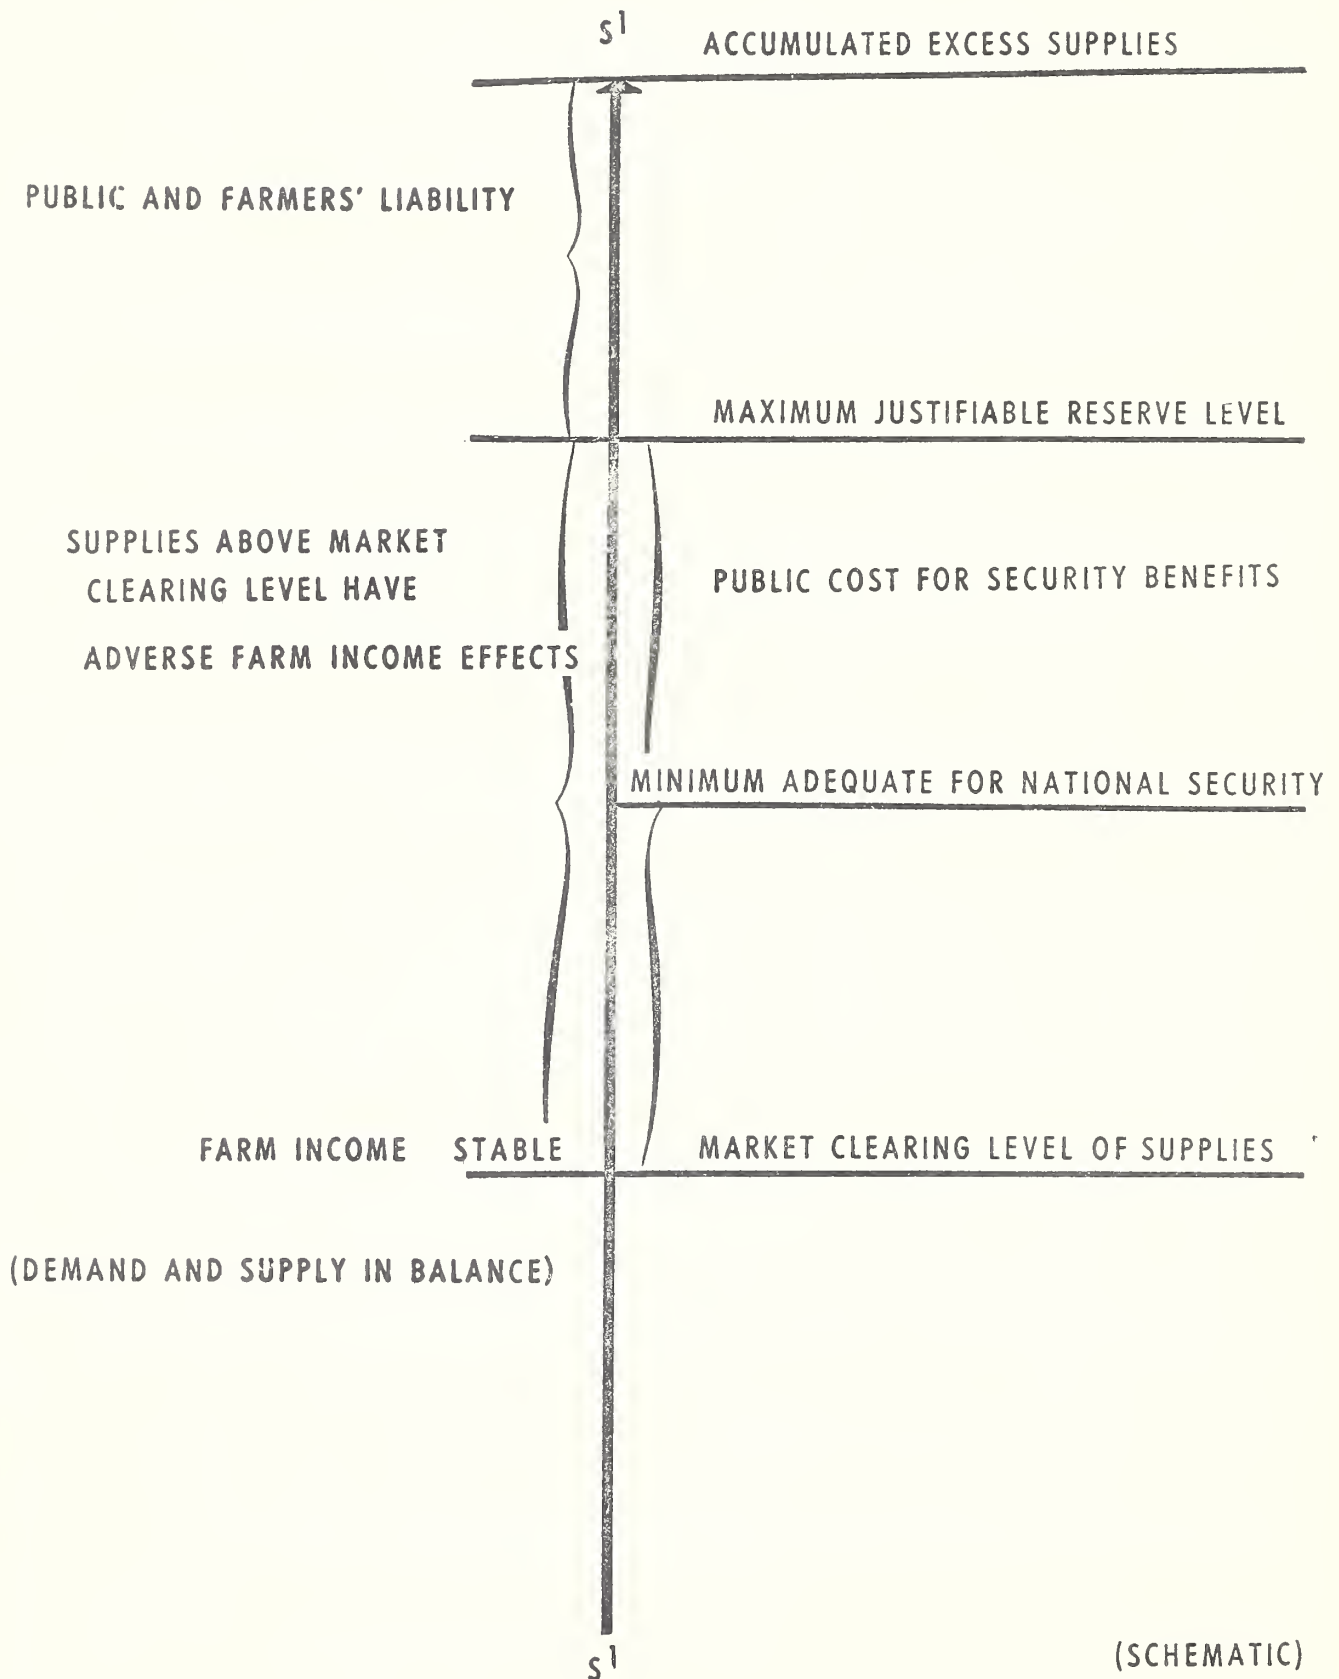 S¹
ACCUMULATED EXCESS SUPPLIES
PUBLIC AND FARMERS' LIABILITY
MAXIMUM JUSTIFIABLE RESERVE LEVEL
SUPPLIES ABOVE MARKET
CLEARING LEVEL HAVE
ADVERSE FARM INCOME EFFECTS
PUBLIC COST FOR SECURITY BENEFITS
MINIMUM ADEQUATE FOR NATIONAL SECURITY
FARM INCOME STABLE
MARKET CLEARING LEVEL OF SUPPLIES
(DEMAND AND SUPPLY IN BALANCE)
S¹
(SCHEMATIC)